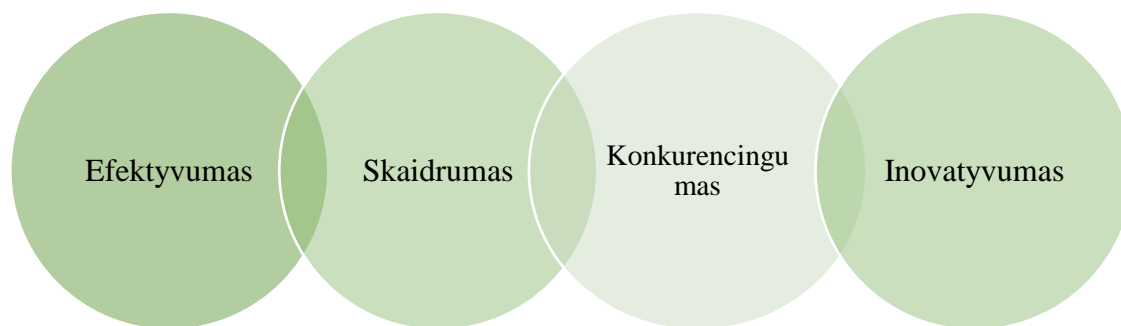 Efektyvumas
Skaidrumas
Konkurencingu
mas
Inovatyvumas